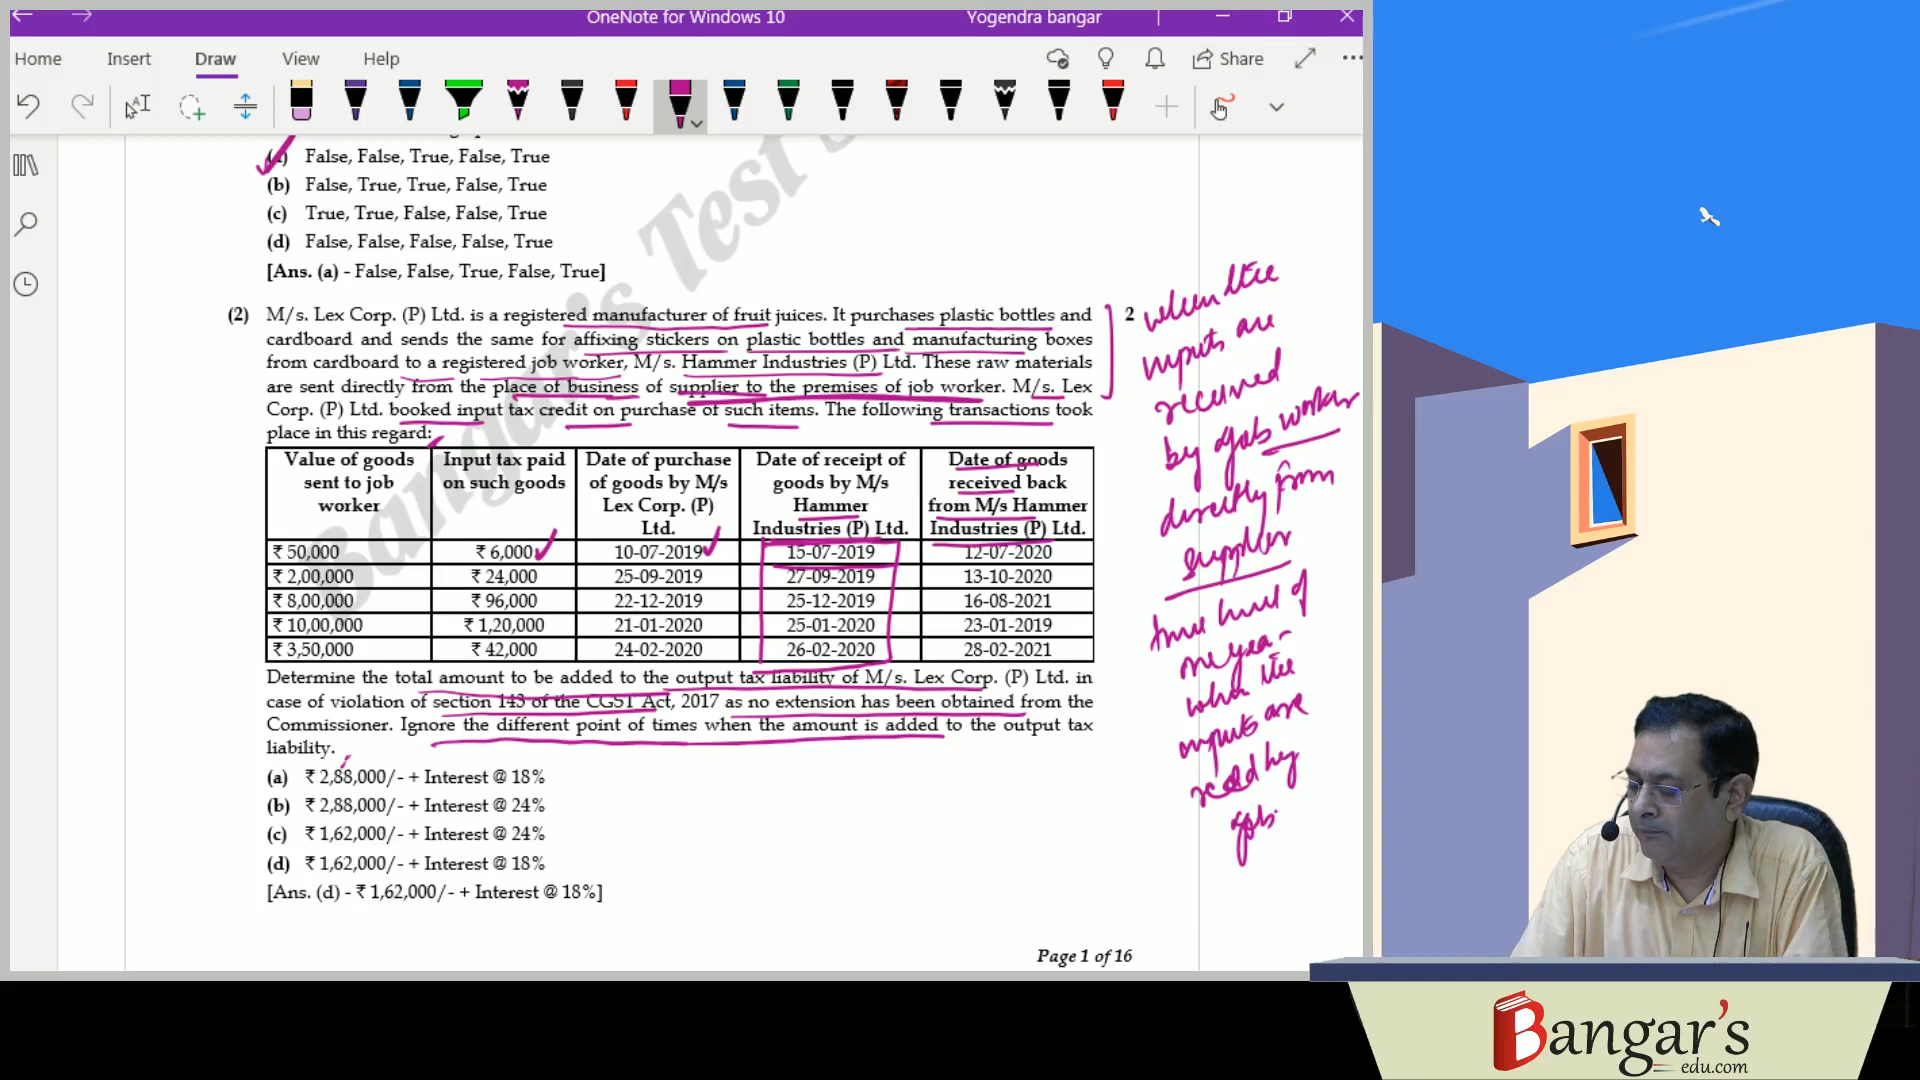 OneNote for Windows 10
Yogendra bangar
Home Insert Draw View Help
Share
(a) False, False, True, False, True
(b) False, True, True, False, True
(c) True, True, False, False, True
(d) False, False, False, False, True
[Ans. (a) - False, False, True, False, True]
(2) M/s. Lex Corp. (P) Ltd. is a registered manufacturer of fruit juices. It purchases plastic bottles and 2
cardboard and sends the same for affixing stickers on plastic bottles and manufacturing boxes
from cardboard to a registered job worker, M/s. Hammer Industries (P) Ltd. These raw materials
are sent directly from the place of business of supplier to the premises of job worker. M/s. Lex
Corp. (P) Ltd. booked input tax credit on purchase of such items. The following transactions took
place in this regard:
Value of goods sent to job worker
Input tax paid on such goods
Date of purchase of goods by M/s Lex Corp. (P) Ltd.
Date of receipt of goods by M/s Hammer Industries (P) Ltd.
Date of goods received back from M/s Hammer Industries (P) Ltd.
₹ 50,000 ₹ 6,000 10-07-2019 15-07-2019 12-07-2020
₹ 2,00,000 ₹ 24,000 25-09-2019 27-09-2019 13-10-2020
₹ 8,00,000 ₹ 96,000 22-12-2019 25-12-2019 16-08-2021
₹ 10,00,000 ₹ 1,20,000 21-01-2020 25-01-2020 23-01-2019
₹ 3,50,000 ₹ 42,000 24-02-2020 26-02-2020 28-02-2021
Determine the total amount to be added to the output tax liability of M/s. Lex Corp. (P) Ltd. in
case of violation of section 143 of the CGST Act, 2017 as no extension has been obtained from the
Commissioner. Ignore the different point of times when the amount is added to the output tax
liability.
(a) ₹ 2,88,000/- + Interest @ 18%
(b) ₹ 2,88,000/- + Interest @ 24%
(c) ₹ 1,62,000/- + Interest @ 24%
(d) ₹ 1,62,000/- + Interest @ 18%
[Ans. (d) - ₹ 1,62,000/- + Interest @ 18%]
Page 1 of 16
when the
inputs are
received
by job worker
directly from
supplier
time limit of
one year
when the
inputs are
recd by
job
Bangar's Test
Bangar's
edu.com